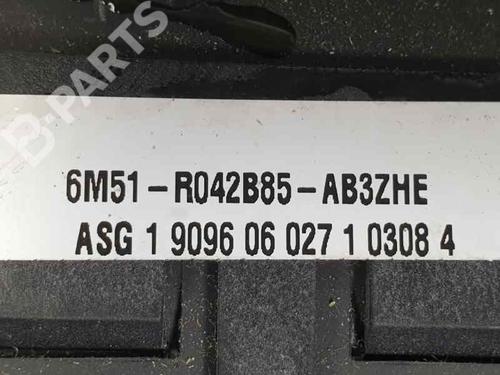 B-PARTS
6M51-R042B85-AB3ZHE
ASG 1 9096 06 027 1 0308 4